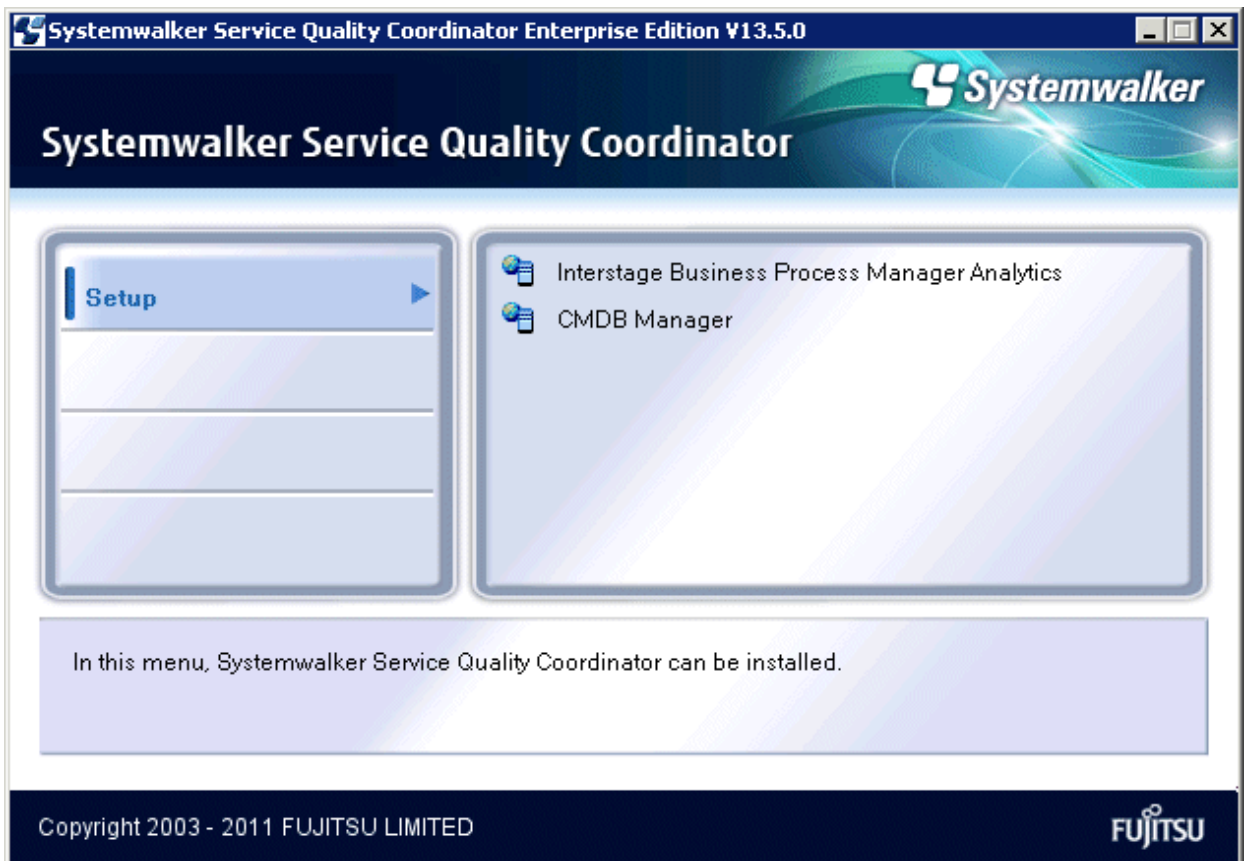 Systemwalker Service Quality Coordinator Enterprise Edition V13.5.0
Systemwalker
Systemwalker Service Quality Coordinator
Setup
Interstage Business Process Manager Analytics
CMDB Manager
In this menu, Systemwalker Service Quality Coordinator can be installed.
Copyright 2003 - 2011 FUJITSU LIMITED
FUJITSU